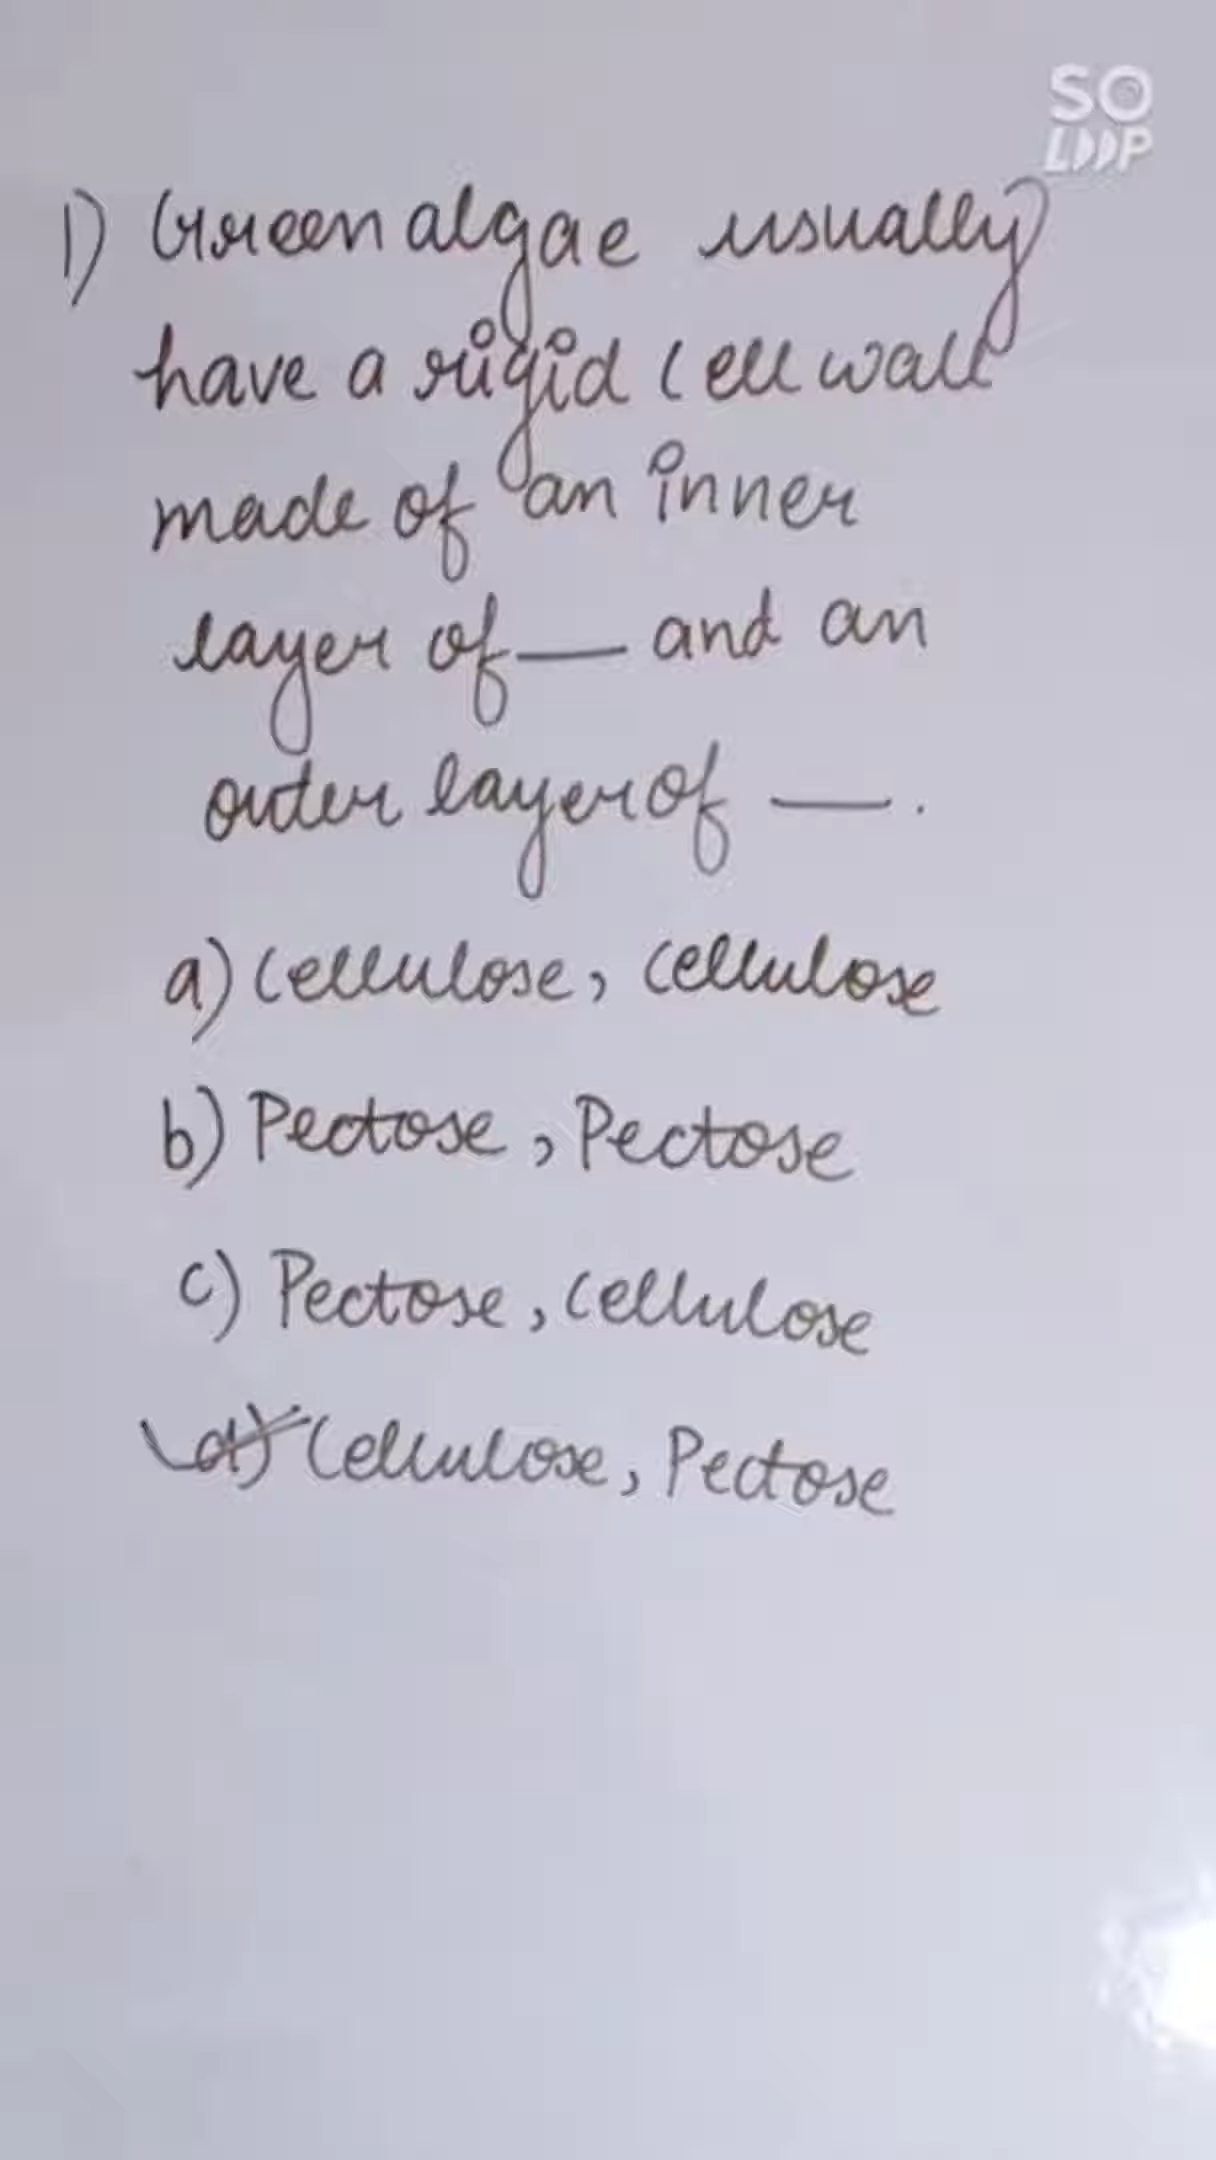 SO
LOOP
1) Green algae usually
have a rigid cell wall
made of an inner
layer of — and an
outer layer of — .
a) cellulose, cellulose
b) Pectose, Pectose
c) Pectose, cellulose
d) cellulose, Pectose